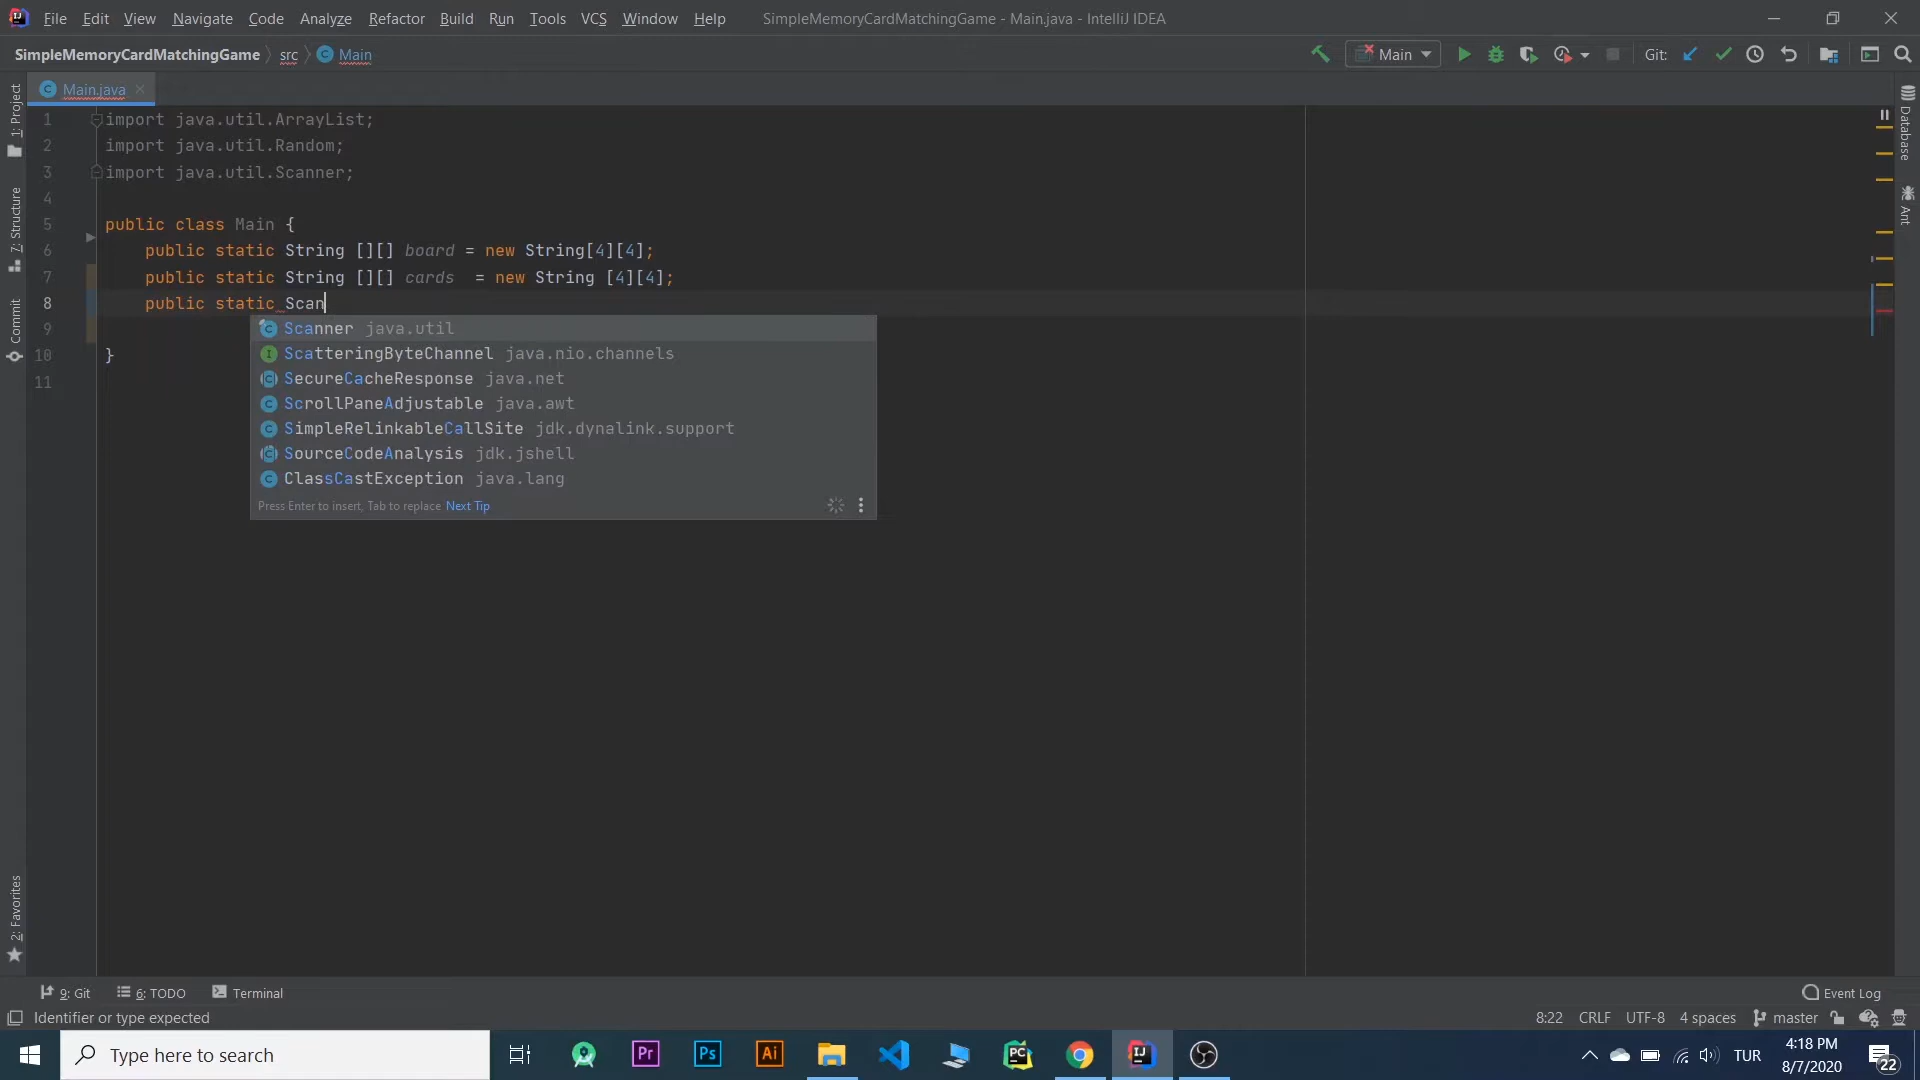 File Edit View Navigate Code Analyze Refactor Build Run Tools VCS Window Help SimpleMemoryCardMatchingGame - Main.java - IntelliJ IDEA
SimpleMemoryCardMatchingGame src Main Main Git:
Main.java
1 import java.util.ArrayList;
2 import java.util.Random;
3 import java.util.Scanner;
4
5 public class Main {
6 public static String [][] board = new String[4][4];
7 public static String [][] cards = new String [4][4];
8 public static Scan
9
10 }
11
Scanner java.util
ScatteringByteChannel java.nio.channels
SecureCacheResponse java.net
ScrollPaneAdjustable java.awt
SimpleRelinkableCallSite jdk.dynalink.support
SourceCodeAnalysis jdk.jshell
ClassCastException java.lang
Press Enter to insert, Tab to replace Next Tip
1: Project
7: Structure
Commit
2: Favorites
Database
Ant
9: Git 6: TODO Terminal Event Log
Identifier or type expected 8:22 CRLF UTF-8 4 spaces master
Type here to search Pr Ps Ai PC IJ TUR 4:18 PM
8/7/2020 22